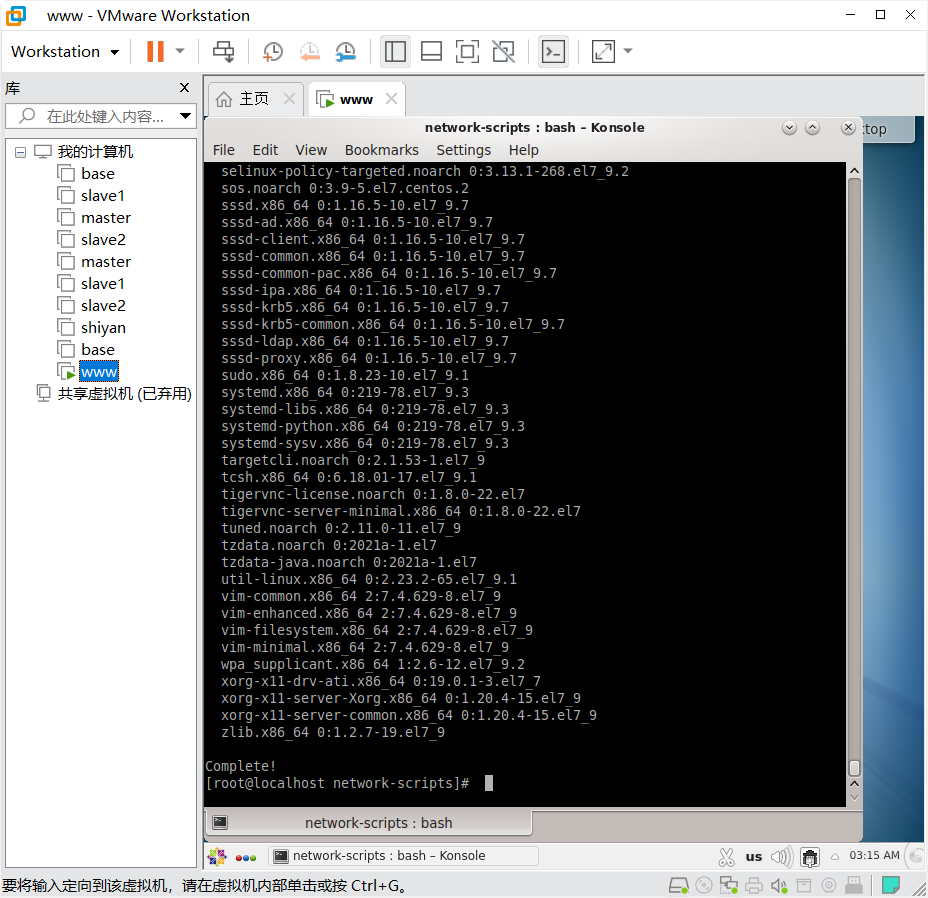 www - VMware Workstation
Workstation
库
在此处键入内容...
我的计算机
base
slave1
master
slave2
master
slave1
slave2
shiyan
base
www
共享虚拟机 (已弃用)
主页
www
network-scripts : bash – Konsole
top
File Edit View Bookmarks Settings Help
selinux-policy-targeted.noarch 0:3.13.1-268.el7_9.2
sos.noarch 0:3.9-5.el7.centos.2
sssd.x86_64 0:1.16.5-10.el7_9.7
sssd-ad.x86_64 0:1.16.5-10.el7_9.7
sssd-client.x86_64 0:1.16.5-10.el7_9.7
sssd-common.x86_64 0:1.16.5-10.el7_9.7
sssd-common-pac.x86_64 0:1.16.5-10.el7_9.7
sssd-ipa.x86_64 0:1.16.5-10.el7_9.7
sssd-krb5.x86_64 0:1.16.5-10.el7_9.7
sssd-krb5-common.x86_64 0:1.16.5-10.el7_9.7
sssd-ldap.x86_64 0:1.16.5-10.el7_9.7
sssd-proxy.x86_64 0:1.16.5-10.el7_9.7
sudo.x86_64 0:1.8.23-10.el7_9.1
systemd.x86_64 0:219-78.el7_9.3
systemd-libs.x86_64 0:219-78.el7_9.3
systemd-python.x86_64 0:219-78.el7_9.3
systemd-sysv.x86_64 0:219-78.el7_9.3
targetcli.noarch 0:2.1.53-1.el7_9
tcsh.x86_64 0:6.18.01-17.el7_9.1
tigervnc-license.noarch 0:1.8.0-22.el7
tigervnc-server-minimal.x86_64 0:1.8.0-22.el7
tuned.noarch 0:2.11.0-11.el7_9
tzdata.noarch 0:2021a-1.el7
tzdata-java.noarch 0:2021a-1.el7
util-linux.x86_64 0:2.23.2-65.el7_9.1
vim-common.x86_64 2:7.4.629-8.el7_9
vim-enhanced.x86_64 2:7.4.629-8.el7_9
vim-filesystem.x86_64 2:7.4.629-8.el7_9
vim-minimal.x86_64 2:7.4.629-8.el7_9
wpa_supplicant.x86_64 1:2.6-12.el7_9.2
xorg-x11-drv-ati.x86_64 0:19.0.1-3.el7_7
xorg-x11-server-Xorg.x86_64 0:1.20.4-15.el7_9
xorg-x11-server-common.x86_64 0:1.20.4-15.el7_9
zlib.x86_64 0:1.2.7-19.el7_9
Complete!
[root@localhost network-scripts]#
network-scripts : bash
network-scripts : bash – Konsole
us
03:15 AM
要将输入定向到该虚拟机，请在虚拟机内部单击或按 Ctrl+G。